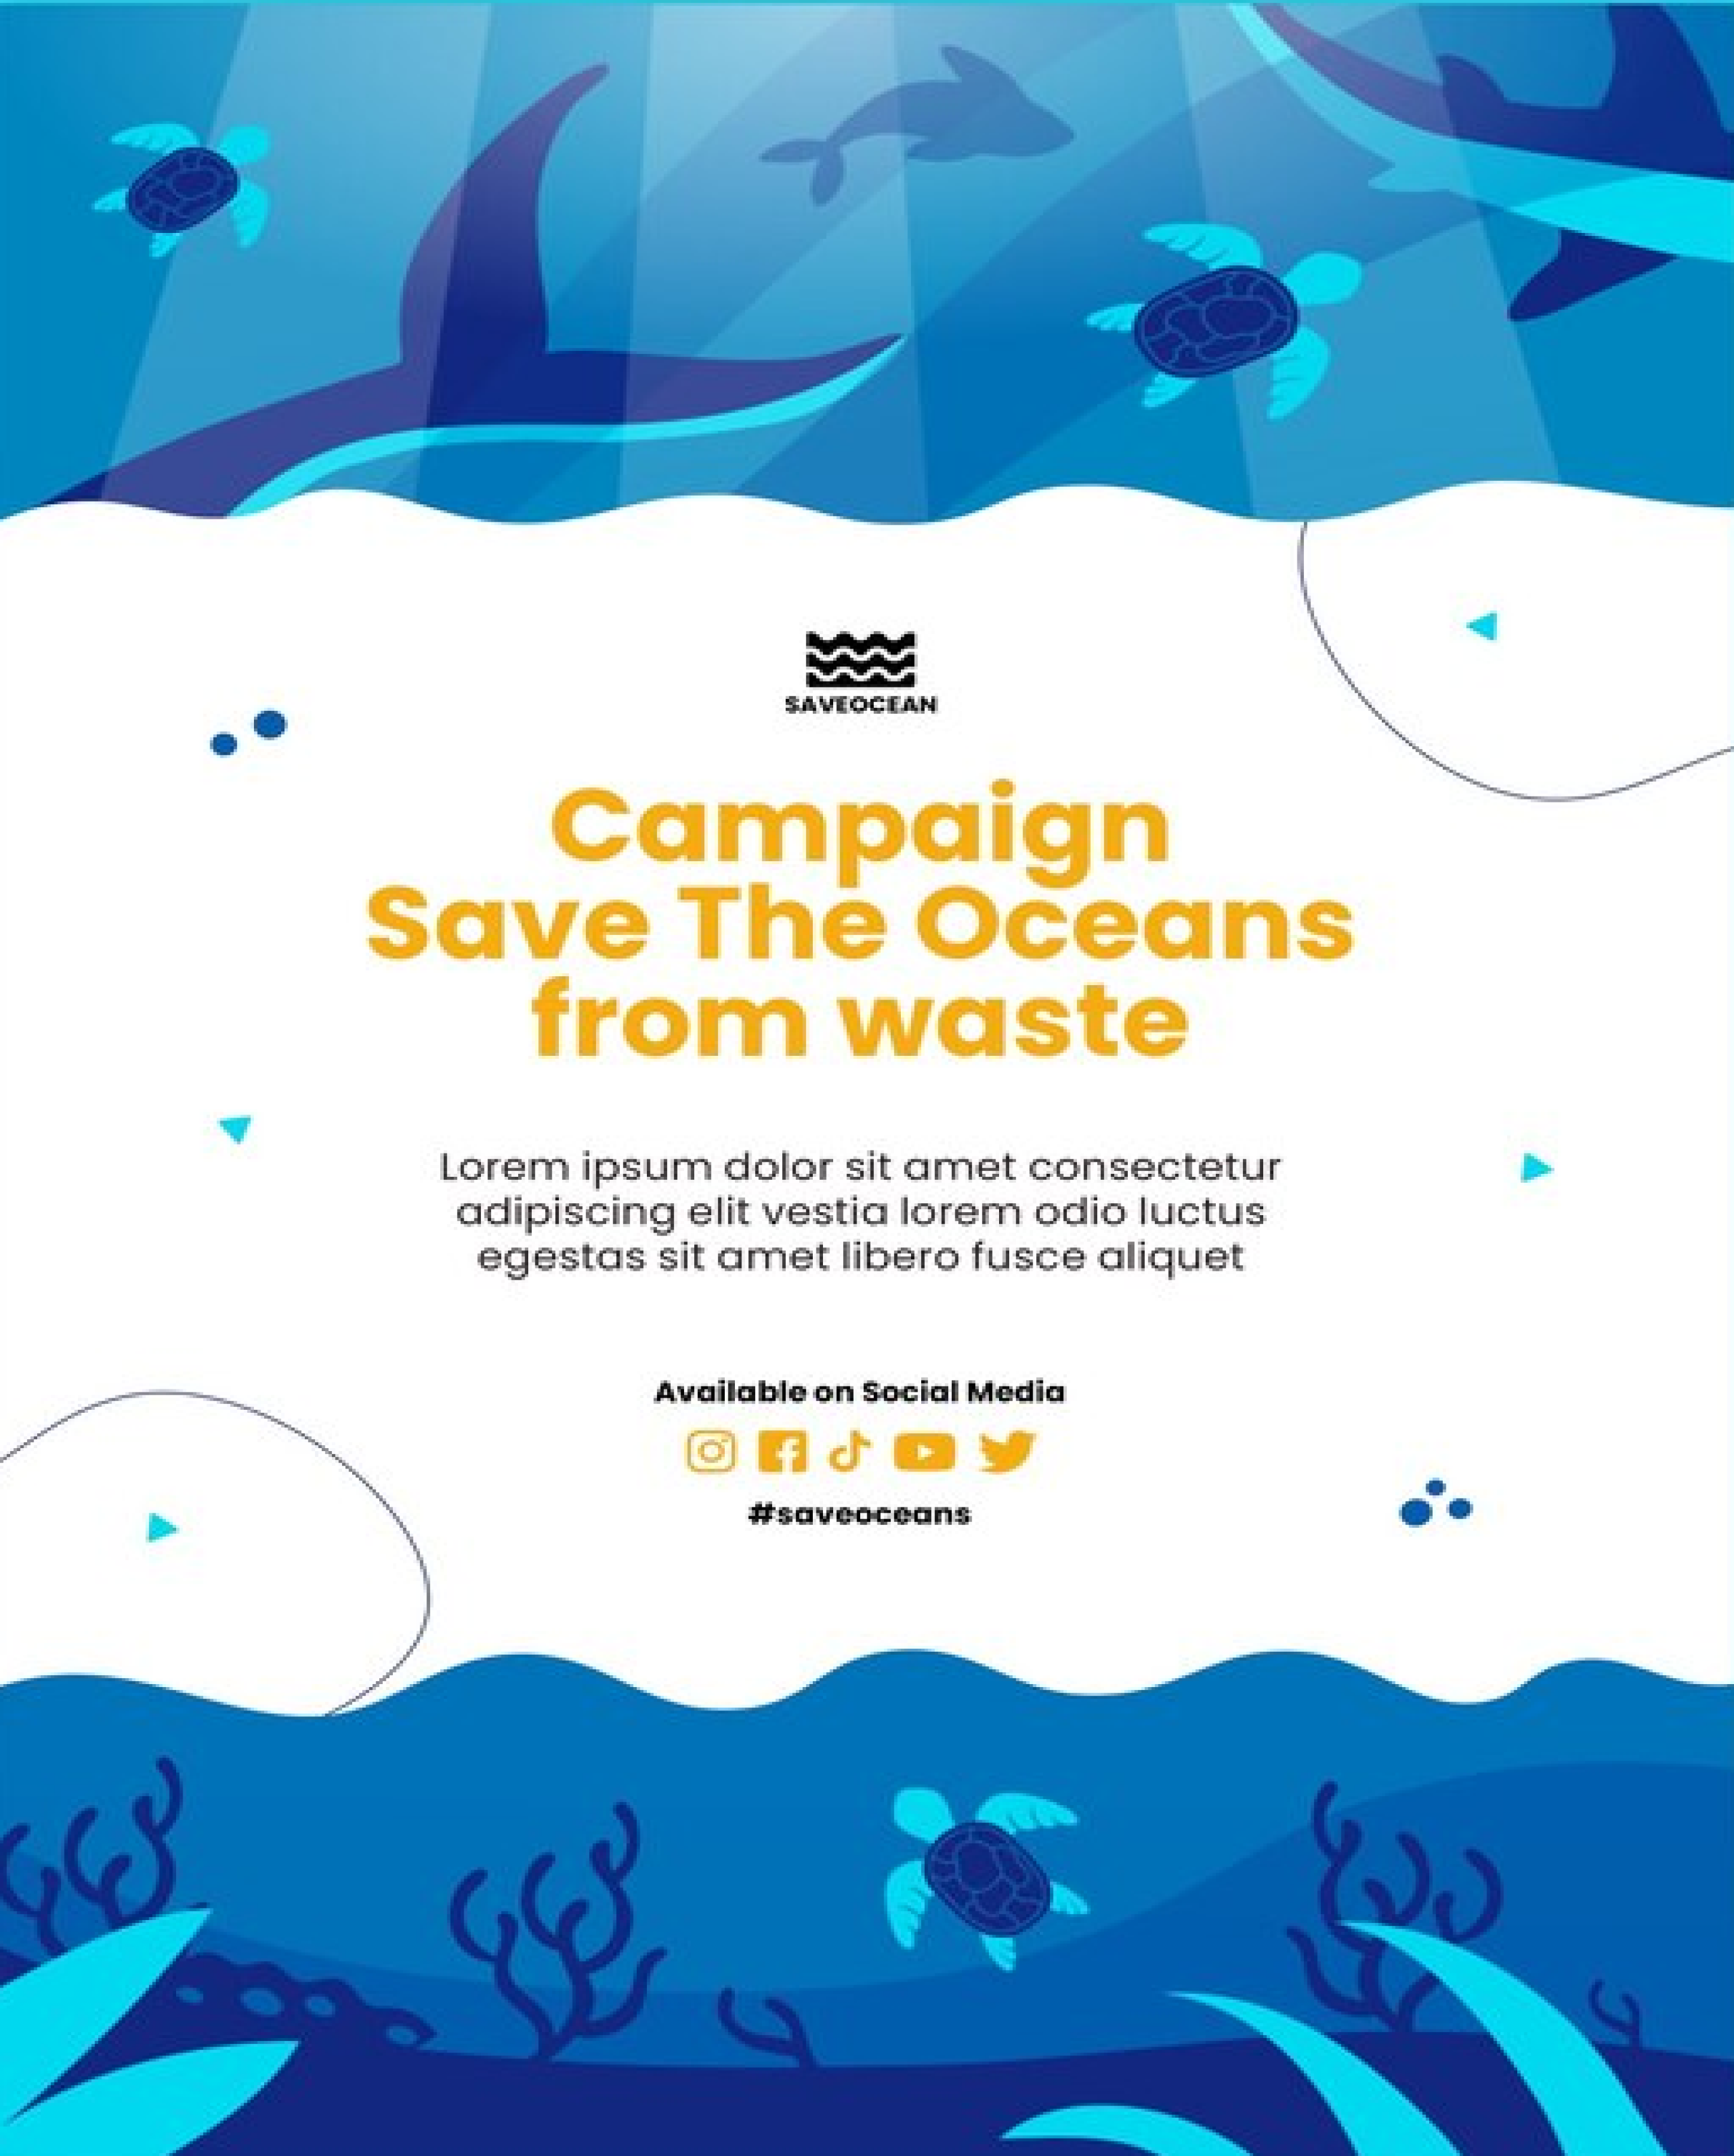 SAVEOCEAN
Campaign
Save The Oceans
from waste
Lorem ipsum dolor sit amet consectetur
adipiscing elit vestia lorem odio luctus
egestas sit amet libero fusce aliquet
Available on Social Media
#saveoceans